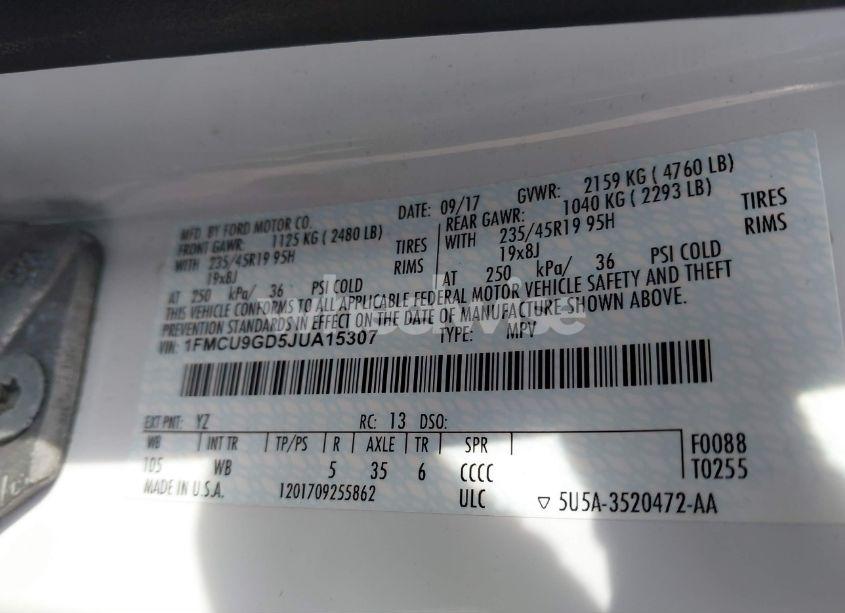 MFD. BY FORD MOTOR CO. DATE: 09/17 GVWR: 2159 KG ( 4760 LB)
FRONT GAWR: 1125 KG ( 2480 LB) REAR GAWR: 1040 KG ( 2293 LB)
WITH 235/45R19 95H TIRES WITH 235/45R19 95H TIRES
19x8J RIMS 19x8J RIMS
AT 250 kPa/ 36 PSI COLD AT 250 kPa/ 36 PSI COLD
THIS VEHICLE CONFORMS TO ALL APPLICABLE FEDERAL MOTOR VEHICLE SAFETY AND THEFT
PREVENTION STANDARDS IN EFFECT ON THE DATE OF MANUFACTURE SHOWN ABOVE.
VIN: 1FMCU9GD5JUA15307 TYPE: MPV
EXT PNT: YZ RC: 13 DSO:
WB INT TR TP/PS R AXLE TR SPR F0088
105 WB 5 35 6 CCCC T0255
MADE IN U.S.A. 1201709255862 ULC ▽ 5U5A-3520472-AA